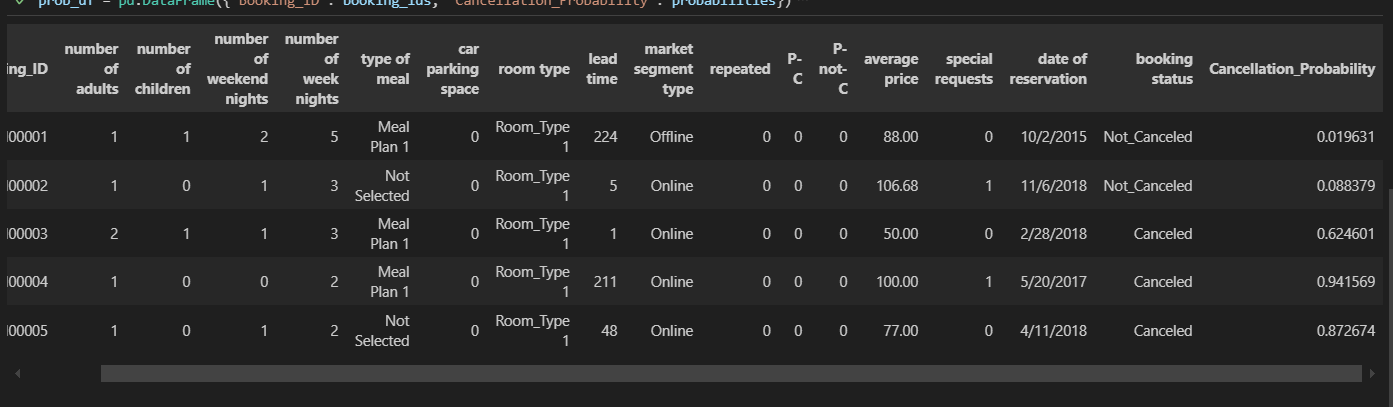 prob_df = pd.DataFrame({ Booking_ID : booking_ids, Cancellation_Probability : probabilities})
ing_ID number of adults number of children number of weekend nights number of week nights type of meal car parking space room type lead time market segment type repeated P-C P-not-C average price special requests date of reservation booking status Cancellation_Probability
00001 1 1 2 5 Meal Plan 1 0 Room_Type 1 224 Offline 0 0 0 88.00 0 10/2/2015 Not_Canceled 0.019631
00002 1 0 1 3 Not Selected 0 Room_Type 1 5 Online 0 0 0 106.68 1 11/6/2018 Not_Canceled 0.088379
00003 2 1 1 3 Meal Plan 1 0 Room_Type 1 1 Online 0 0 0 50.00 0 2/28/2018 Canceled 0.624601
00004 1 0 0 2 Meal Plan 1 0 Room_Type 1 211 Online 0 0 0 100.00 1 5/20/2017 Canceled 0.941569
00005 1 0 1 2 Not Selected 0 Room_Type 1 48 Online 0 0 0 77.00 0 4/11/2018 Canceled 0.872674